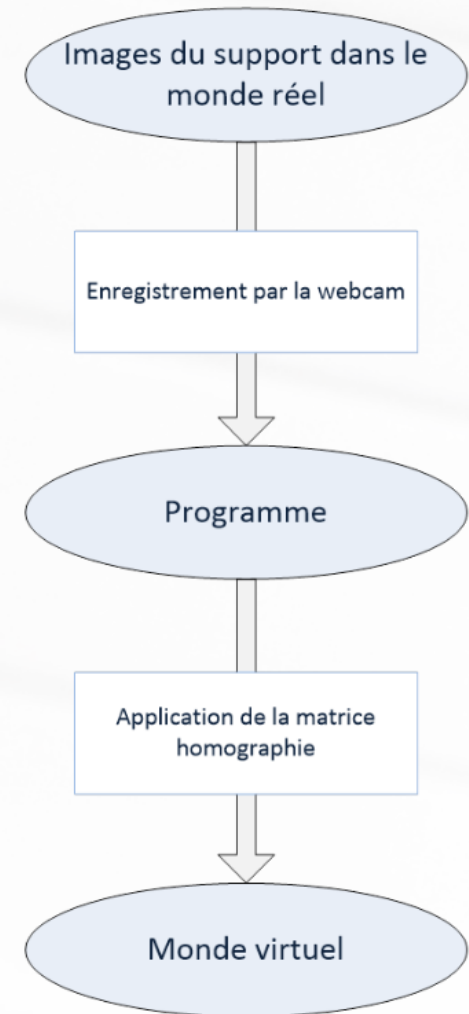 Images du support dans le
monde réel
Enregistrement par la webcam
Programme
Application de la matrice
homographie
Monde virtuel